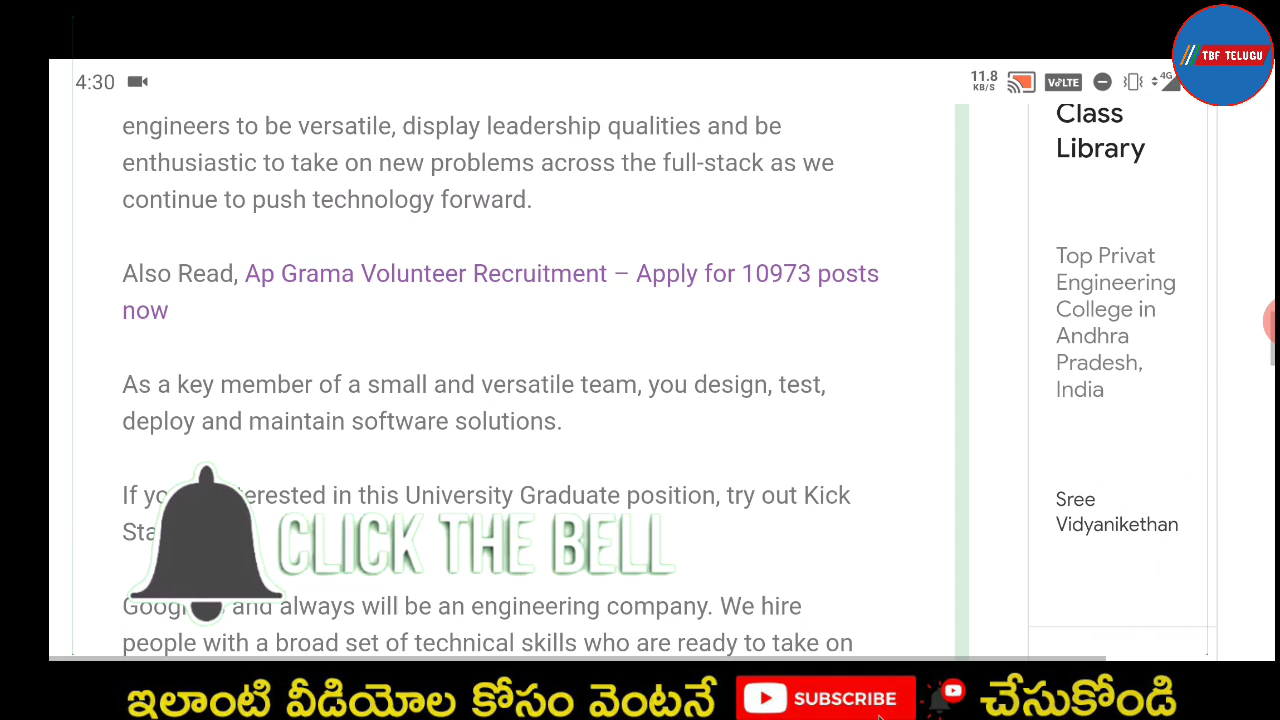 TBF TELUGU
4:30
11.8
KB/S
VoLTE
4G
engineers to be versatile, display leadership qualities and be
enthusiastic to take on new problems across the full-stack as we
continue to push technology forward.
Also Read, Ap Grama Volunteer Recruitment – Apply for 10973 posts
now
As a key member of a small and versatile team, you design, test,
deploy and maintain software solutions.
If interested in this University Graduate position, try out Kick
CLICK THE BELL
and always will be an engineering company. We hire
people with a broad set of technical skills who are ready to take on
Class
Library
Top Privat
Engineering
College in
Andhra
Pradesh,
India
Sree
Vidyanikethan
ఇలాంటి వీడియోల కోసం వెంటనే SUBSCRIBE చేసుకోండి